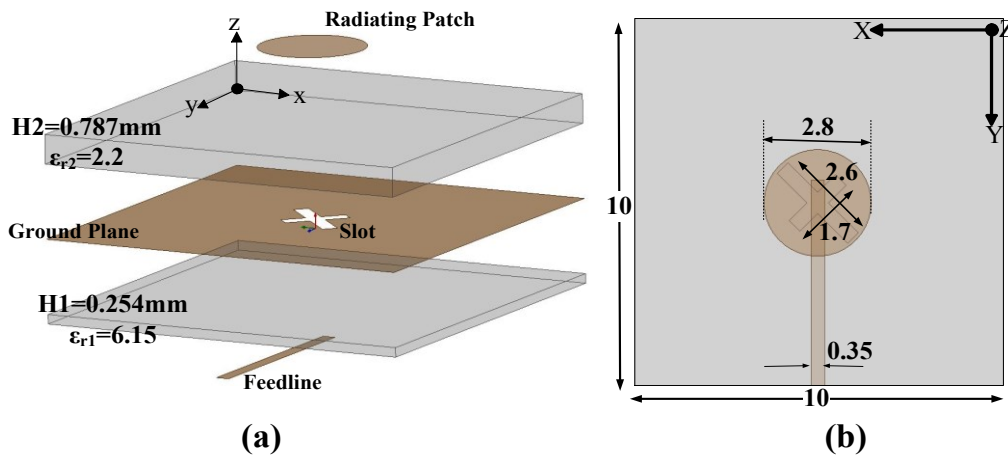 Radiating Patch
z
y
x
H2=0.787mm
εr2=2.2
Ground Plane
Slot
H1=0.254mm
εr1=6.15
Feedline
(a)
X
Z
Y
2.8
2.6
10
1.7
0.35
10
(b)